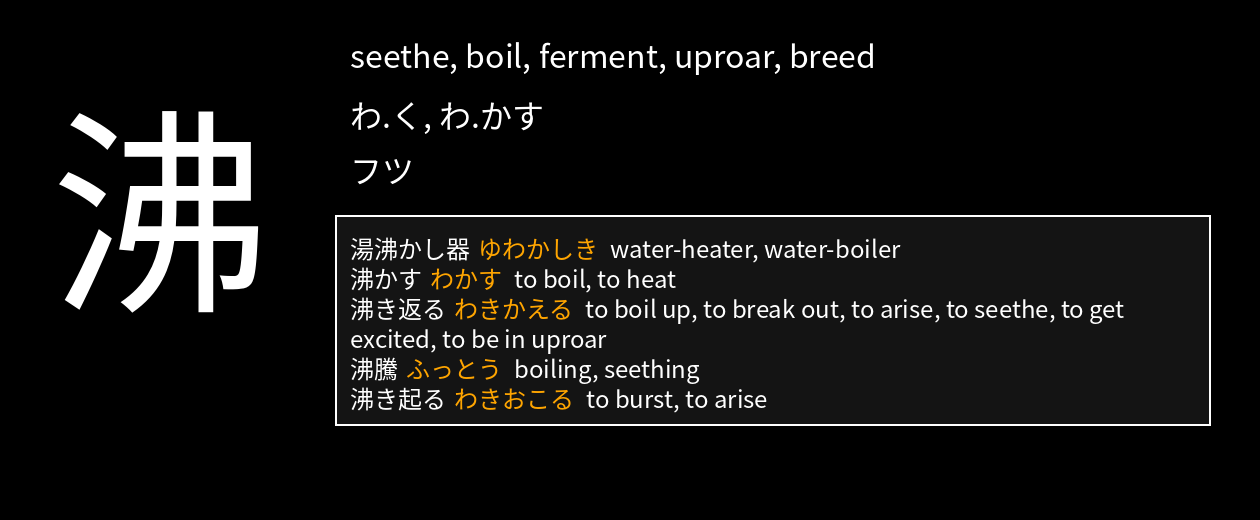 沸
seethe, boil, ferment, uproar, breed
わ.く, わ.かす
フツ
湯沸かし器 ゆわかしき water-heater, water-boiler
沸かす わかす to boil, to heat
沸き返る わきかえる to boil up, to break out, to arise, to seethe, to get
excited, to be in uproar
沸騰 ふっとう boiling, seething
沸き起る わきおこる to burst, to arise